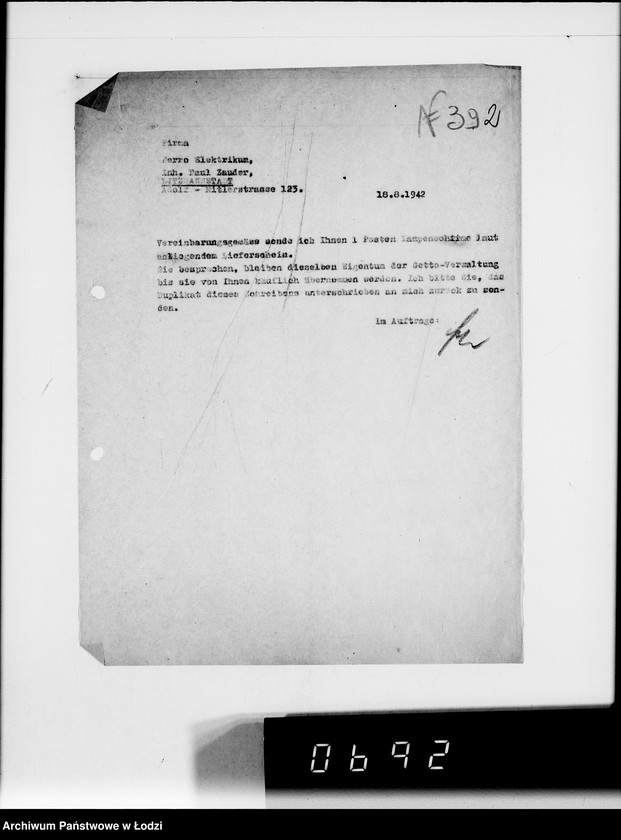 392
Firma
Ferro Elektrikum,
Inh. Paul Zauder,
LITZMANNSTADT
Adolf - Hitlerstrasse 123.
18.8.1942
Vereinbarungsgemäss sende ich Ihnen 1 Posten Lampenschirme laut
anliegendem Lieferschein.
Wie besprochen, bleiben dieselben Eigentum der Getto-Verwaltung
bis sie von Ihnen käuflich übernommen werden. Ich bitte Sie, das
Duplikat dieses Schreibens unterschrieben an mich zurück zu sen-
den.
Im Auftrage:
0692
Archiwum Państwowe w Łodzi